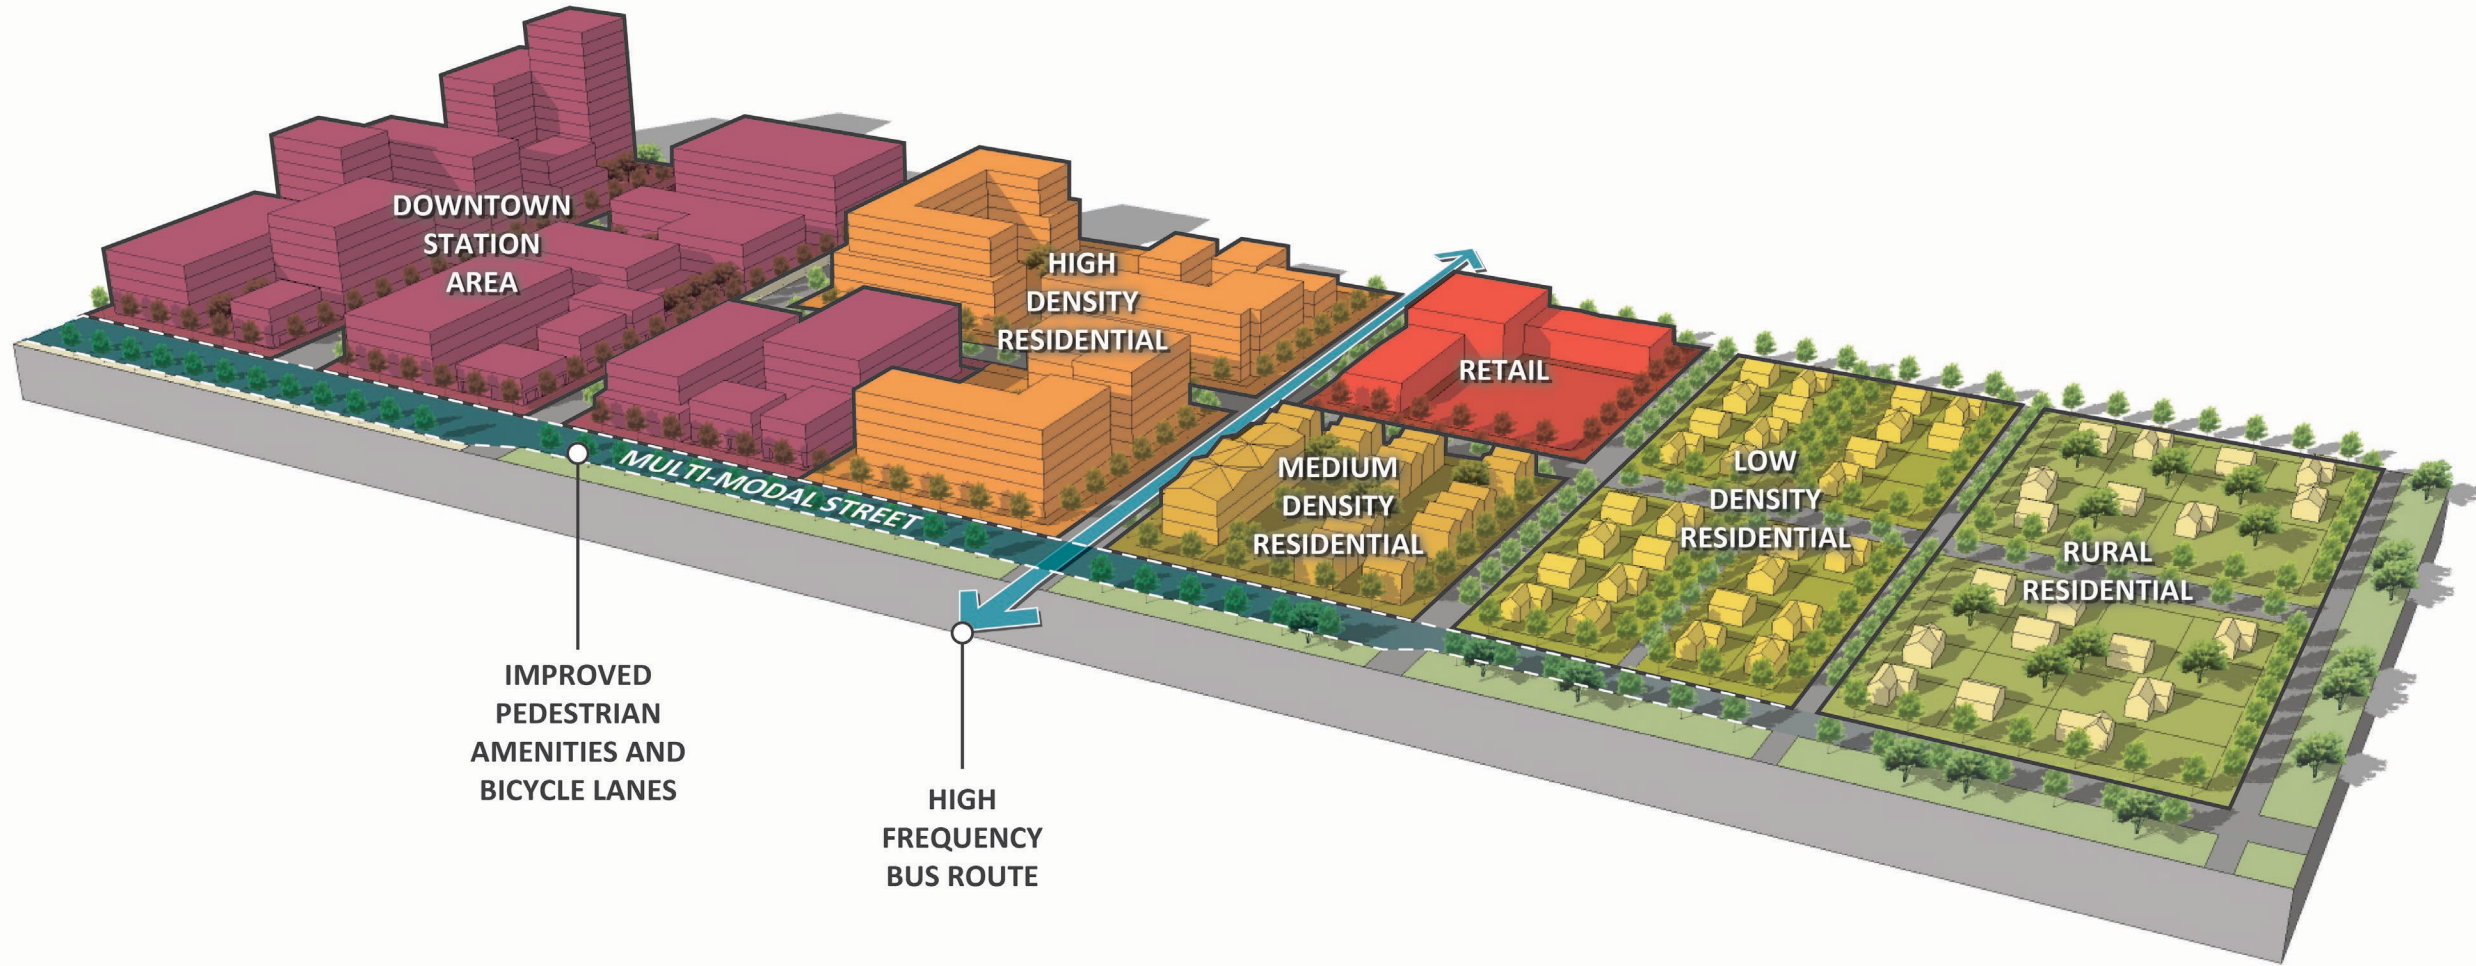 DOWNTOWN
STATION
AREA
HIGH
DENSITY
RESIDENTIAL
RETAIL
MEDIUM
DENSITY
RESIDENTIAL
LOW
DENSITY
RESIDENTIAL
RURAL
RESIDENTIAL
MULTI-MODAL STREET
IMPROVED
PEDESTRIAN
AMENITIES AND
BICYCLE LANES
HIGH
FREQUENCY
BUS ROUTE